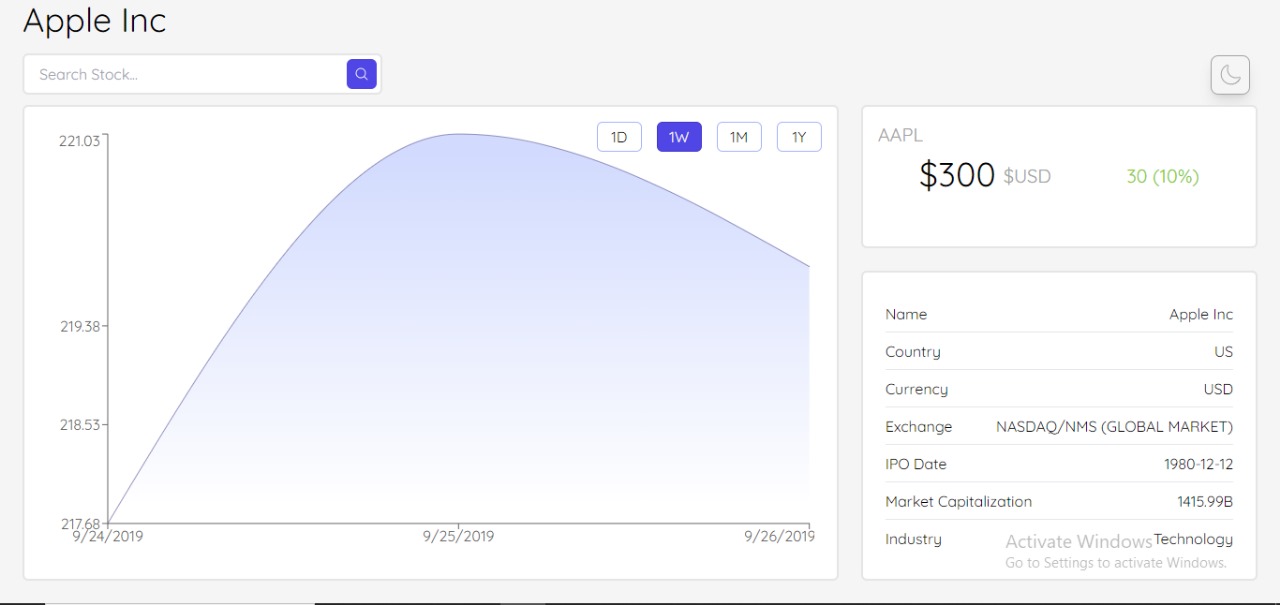 Apple Inc
Search Stock...
1D 1W 1M 1Y
221.03
219.38
218.53
217.68
9/24/2019 9/25/2019 9/26/2019
AAPL
$300 $USD 30 (10%)
Name Apple Inc
Country US
Currency USD
Exchange NASDAQ/NMS (GLOBAL MARKET)
IPO Date 1980-12-12
Market Capitalization 1415.99B
Industry Technology
Activate Windows
Go to Settings to activate Windows.